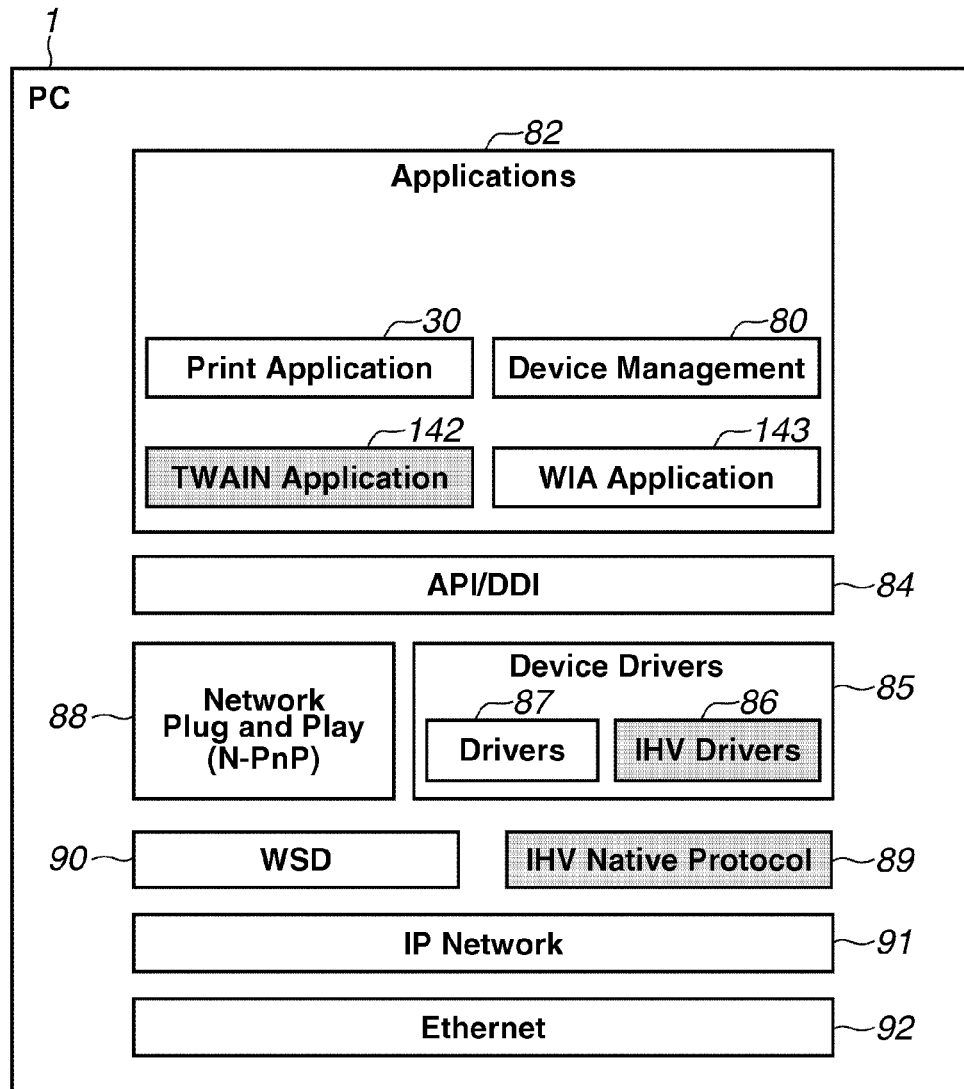 1
PC
82
Applications
30
80
Print Application
Device Management
142
143
TWAIN Application
WIA Application
API/DDI
84
Device Drivers
85
88
Network
Plug and Play
(N-PnP)
87
86
Drivers
IHV Drivers
90
WSD
IHV Native Protocol
89
IP Network
91
Ethernet
92